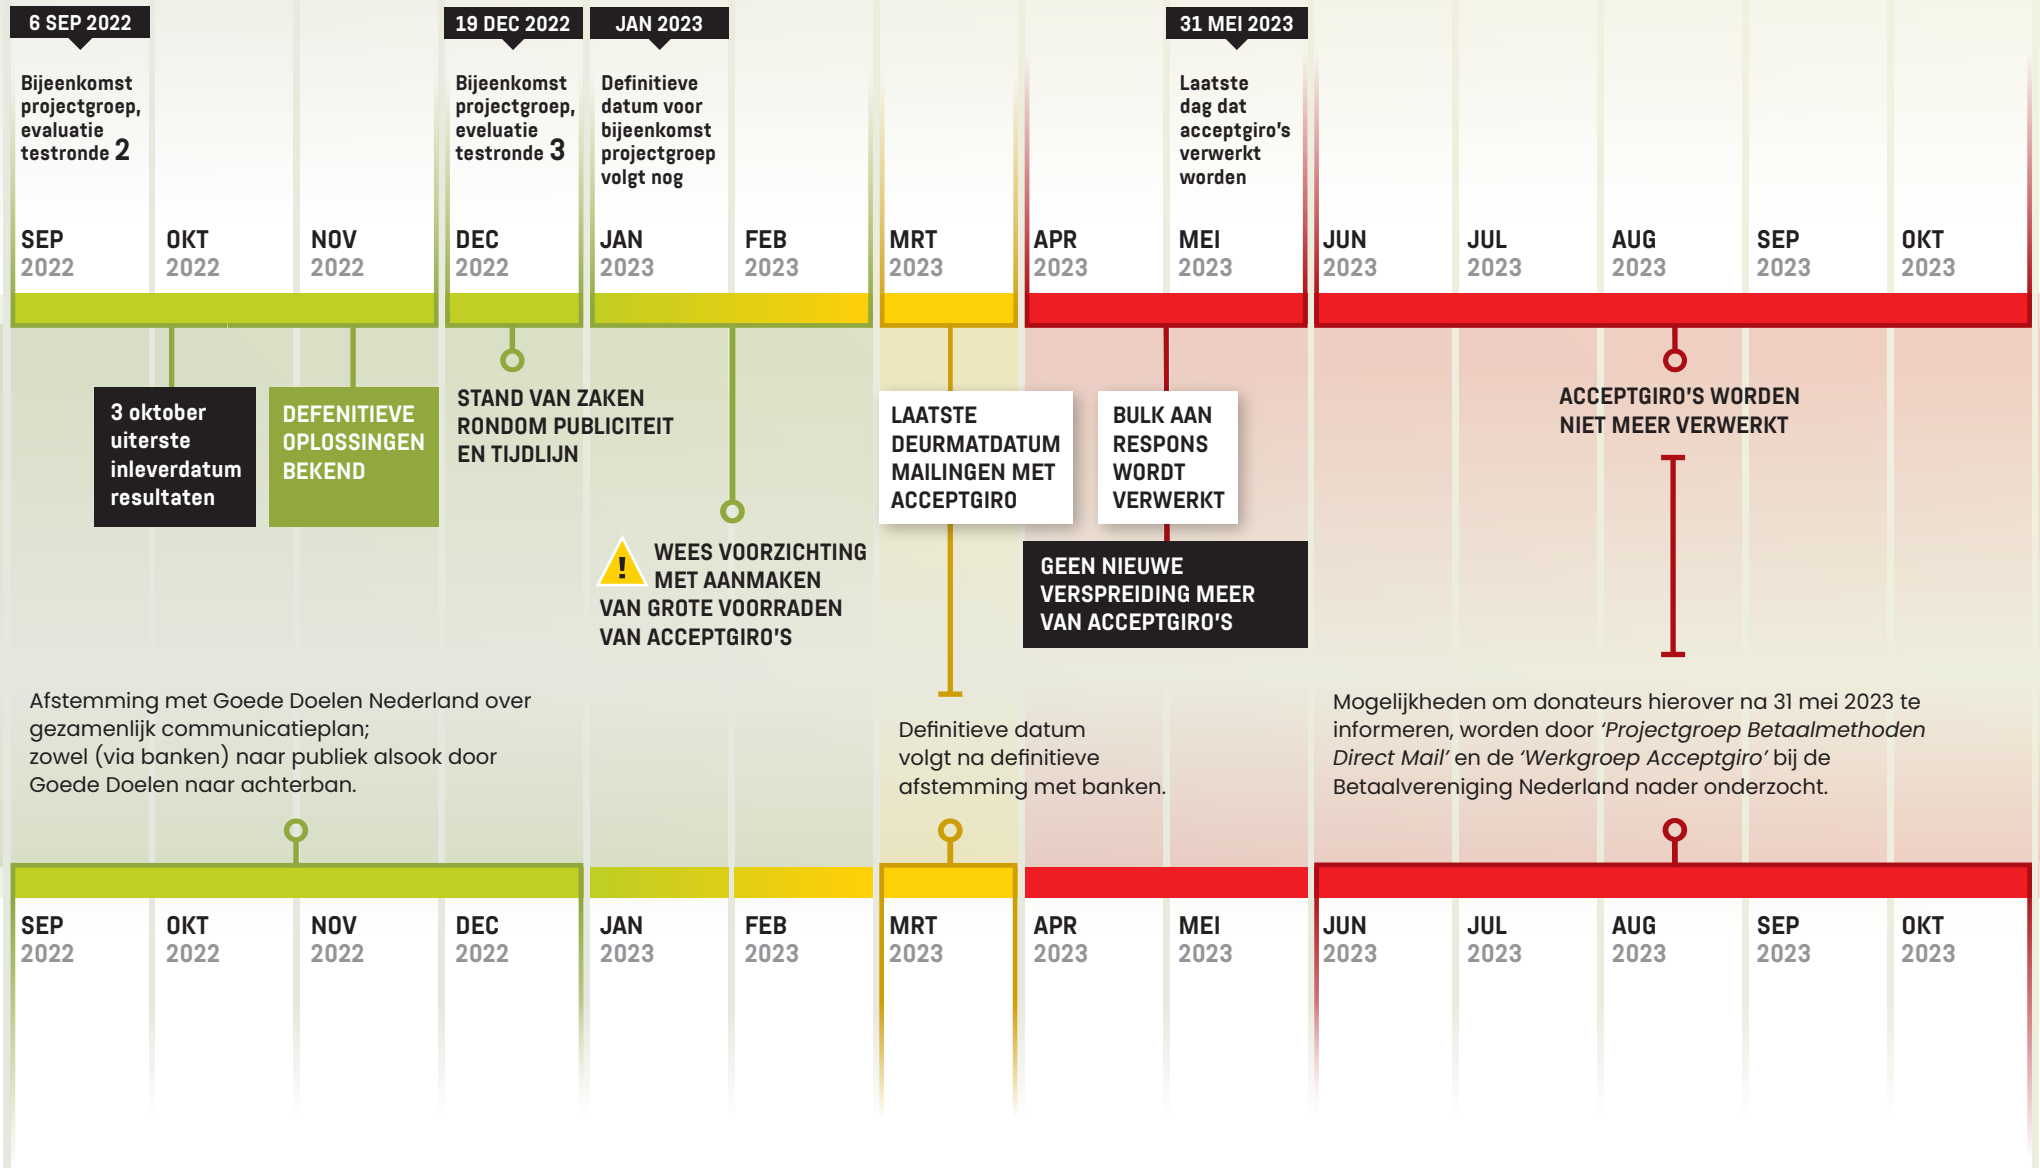 6 SEP 2022
Bijeenkomst
projectgroep,
evaluatie
testronde 2
19 DEC 2022
Bijeenkomst
projectgroep,
eveluatie
testronde 3
JAN 2023
Definitieve
datum voor
bijeenkomst
projectgroep
volgt nog
31 MEI 2023
Laatste
dag dat
acceptgiro's
verwerkt
worden
SEP OKT NOV DEC JAN FEB MRT APR MEI JUN JUL AUG SEP OKT
2022 2022 2022 2022 2023 2023 2023 2023 2023 2023 2023 2023 2023 2023
3 oktober
uiterste
inleverdatum
resultaten
DEFENITIEVE
OPLOSSINGEN
BEKEND
STAND VAN ZAKEN
RONDOM PUBLICITEIT
EN TIJDLIJN
! WEES VOORZICHTING
MET AANMAKEN
VAN GROTE VOORRADEN
VAN ACCEPTGIRO'S
LAATSTE
DEURMATDATUM
MAILINGEN MET
ACCEPTGIRO
BULK AAN
RESPONS
WORDT
VERWERKT
GEEN NIEUWE
VERSPREIDING MEER
VAN ACCEPTGIRO'S
ACCEPTGIRO'S WORDEN
NIET MEER VERWERKT
Afstemming met Goede Doelen Nederland over
gezamenlijk communicatieplan;
zowel (via banken) naar publiek alsook door
Goede Doelen naar achterban.
Definitieve datum
volgt na definitieve
afstemming met banken.
Mogelijkheden om donateurs hierover na 31 mei 2023 te
informeren, worden door ‘Projectgroep Betaalmethoden
Direct Mail’ en de ‘Werkgroep Acceptgiro’ bij de
Betaalvereniging Nederland nader onderzocht.
SEP OKT NOV DEC JAN FEB MRT APR MEI JUN JUL AUG SEP OKT
2022 2022 2022 2022 2023 2023 2023 2023 2023 2023 2023 2023 2023 2023